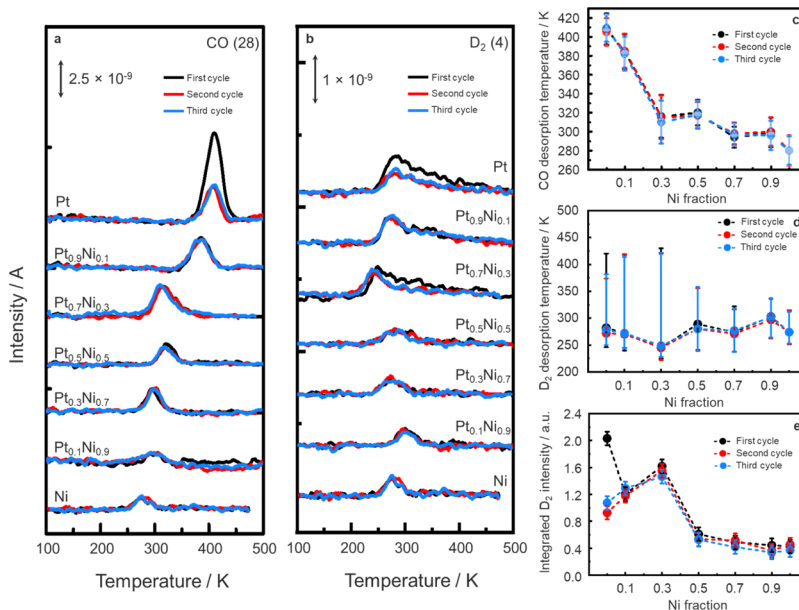 a
CO (28)
2.5 × 10-9
First cycle
Second cycle
Third cycle
Pt
Pt0.9Ni0.1
Pt0.7Ni0.3
Pt0.5Ni0.5
Pt0.3Ni0.7
Pt0.1Ni0.9
Ni
Intensity / A
100 200 300 400 500
Temperature / K
b
D2 (4)
1 × 10-9
First cycle
Second cycle
Third cycle
Pt
Pt0.9Ni0.1
Pt0.7Ni0.3
Pt0.5Ni0.5
Pt0.3Ni0.7
Pt0.1Ni0.9
Ni
100 200 300 400 500
Temperature / K
c
First cycle
Second cycle
Third cycle
420
400
380
360
340
320
300
280
260
CO desorption temperature / K
0.1 0.3 0.5 0.7 0.9
Ni fraction
d
First cycle
Second cycle
Third cycle
500
450
400
350
300
250
200
D2 desorption temperature / K
0.1 0.3 0.5 0.7 0.9
Ni fraction
e
First cycle
Second cycle
Third cycle
2.4
2.0
1.6
1.2
0.8
0.4
0.0
Integrated D2 intensity / a.u.
0.1 0.3 0.5 0.7 0.9
Ni fraction